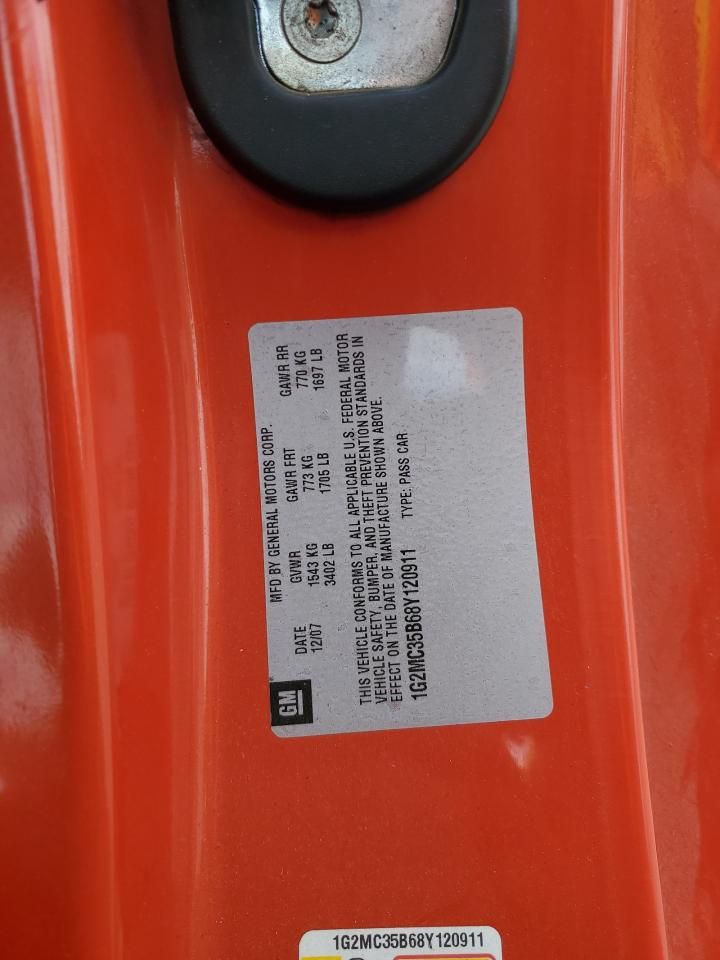 GM
MFD BY GENERAL MOTORS CORP.
DATE GVWR GAWR FRT GAWR RR
12/07 1543 KG 773 KG 770 KG
3402 LB 1705 LB 1697 LB
THIS VEHICLE CONFORMS TO ALL APPLICABLE U.S. FEDERAL MOTOR
VEHICLE SAFETY, BUMPER, AND THEFT PREVENTION STANDARDS IN
EFFECT ON THE DATE OF MANUFACTURE SHOWN ABOVE.
1G2MC35B68Y120911 TYPE: PASS CAR
1G2MC35B68Y120911